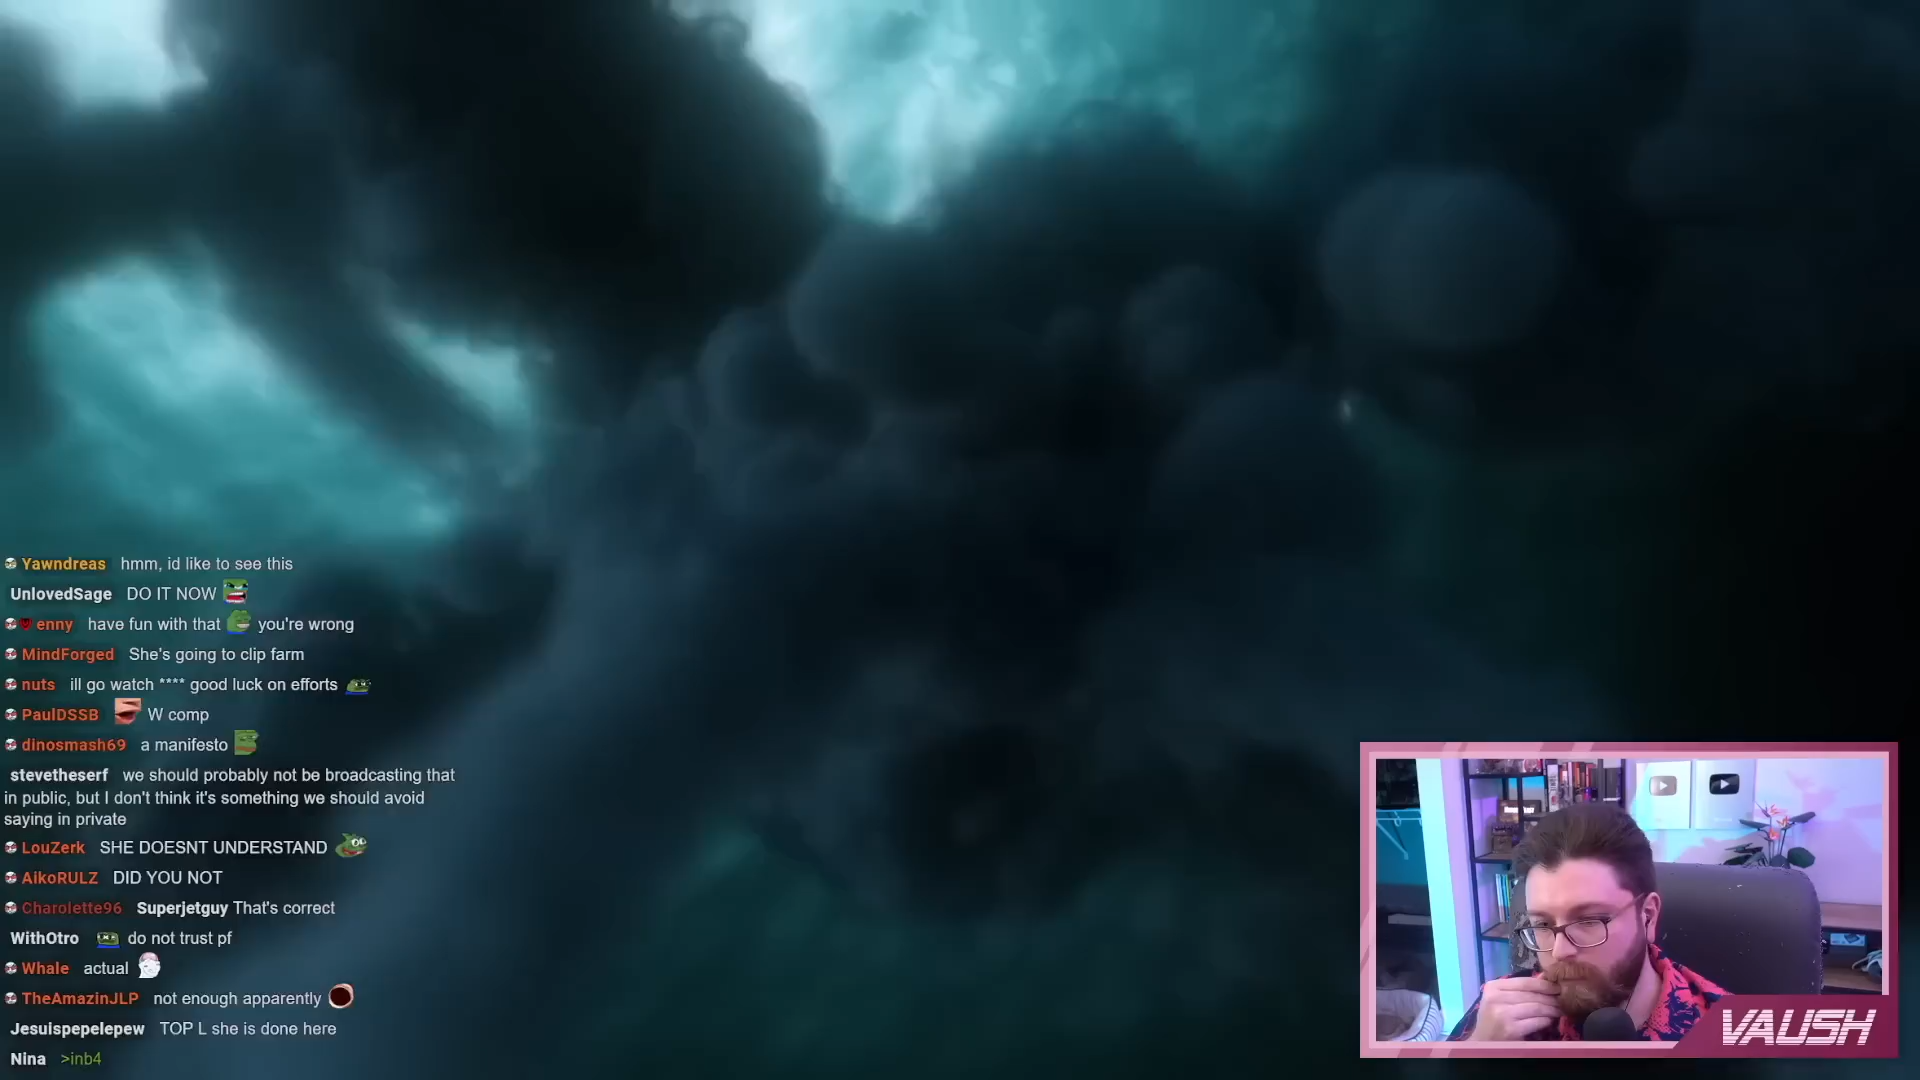 Yawndreas hmm, id like to see this
UnlovedSage DO IT NOW
enny have fun with that you're wrong
MindForged She's going to clip farm
nuts ill go watch **** good luck on efforts
PaulDSSB W comp
dinosmash69 a manifesto
stevetheserf we should probably not be broadcasting that
in public, but I don't think it's something we should avoid
saying in private
LouZerk SHE DOESNT UNDERSTAND
AikoRULZ DID YOU NOT
Charolette96 Superjetguy That's correct
WithOtro do not trust pf
Whale actual
TheAmazinJLP not enough apparently
Jesuispepelepew TOP L she is done here
Nina >inb4
VAUSH